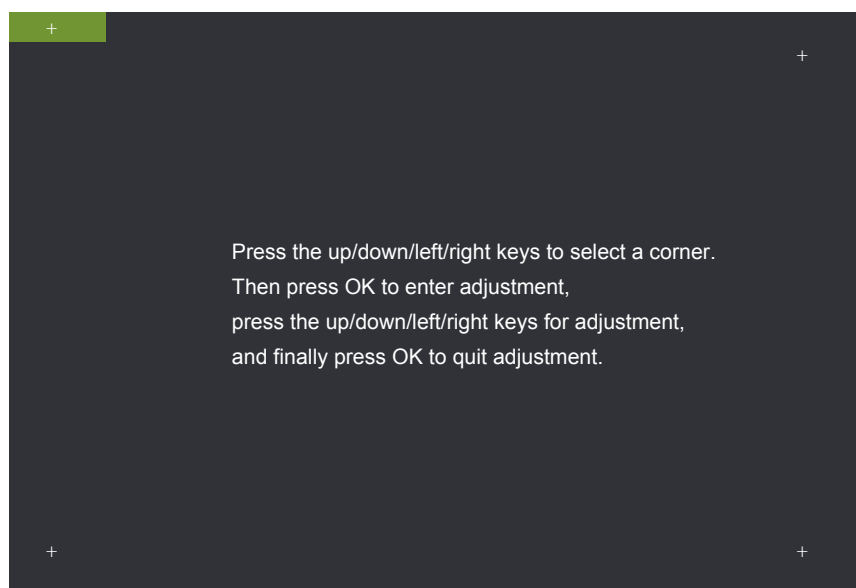 +
+
Press the up/down/left/right keys to select a corner.
Then press OK to enter adjustment,
press the up/down/left/right keys for adjustment,
and finally press OK to quit adjustment.
+ +